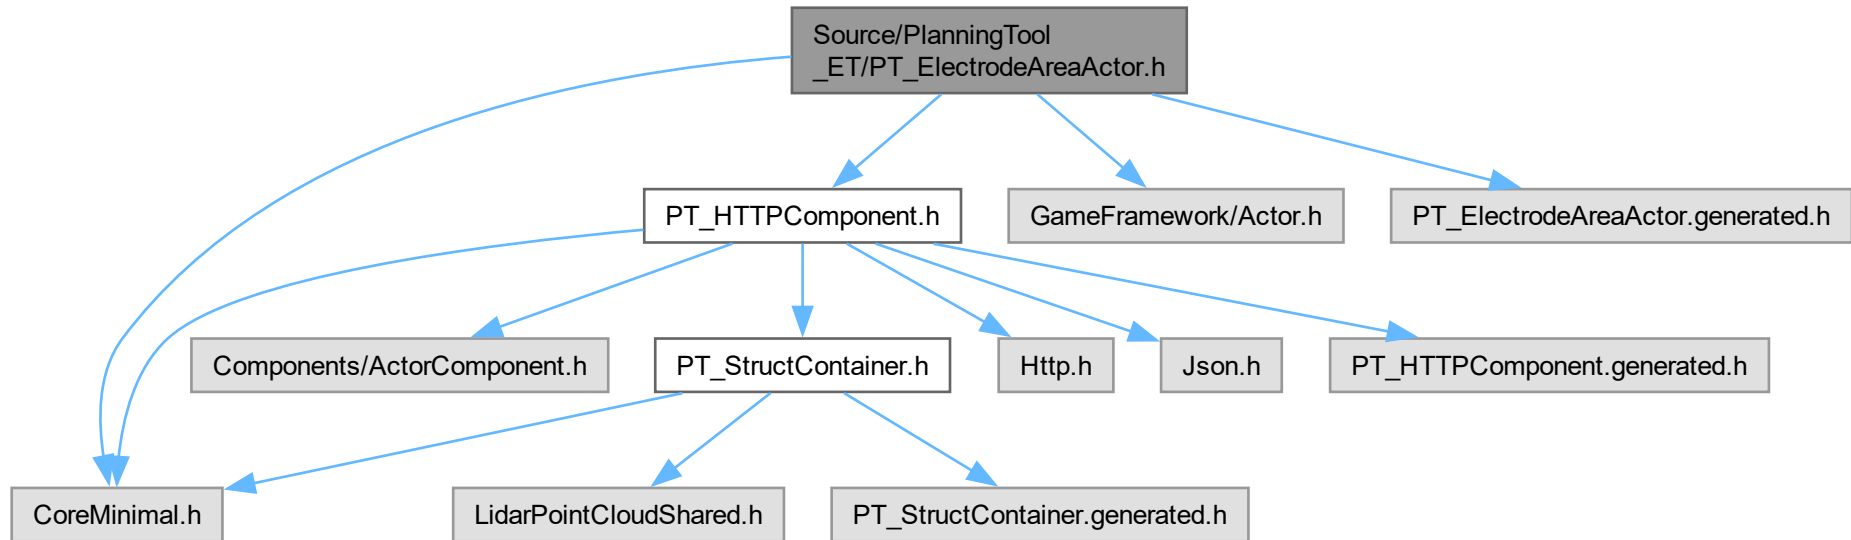 Source/PlanningTool
_ET/PT_ElectrodeAreaActor.h
PT_HTTPComponent.h
GameFramework/Actor.h
PT_ElectrodeAreaActor.generated.h
Components/ActorComponent.h
PT_StructContainer.h
Http.h
Json.h
PT_HTTPComponent.generated.h
CoreMinimal.h
LidarPointCloudShared.h
PT_StructContainer.generated.h